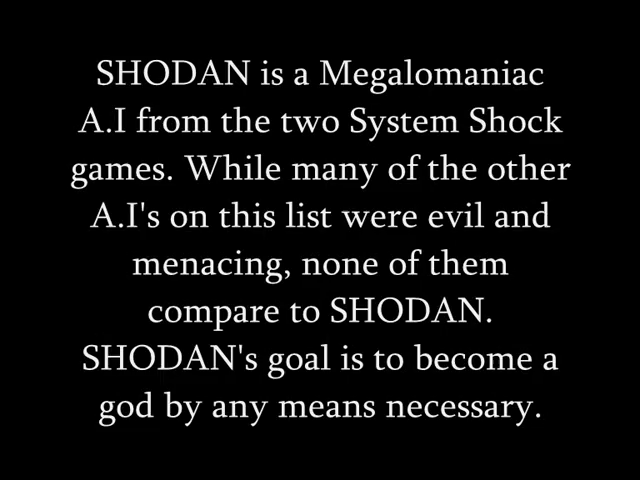 SHODAN is a Megalomaniac
A.I from the two System Shock
games. While many of the other
A.I's on this list were evil and
menacing, none of them
compare to SHODAN.
SHODAN's goal is to become a
god by any means necessary.